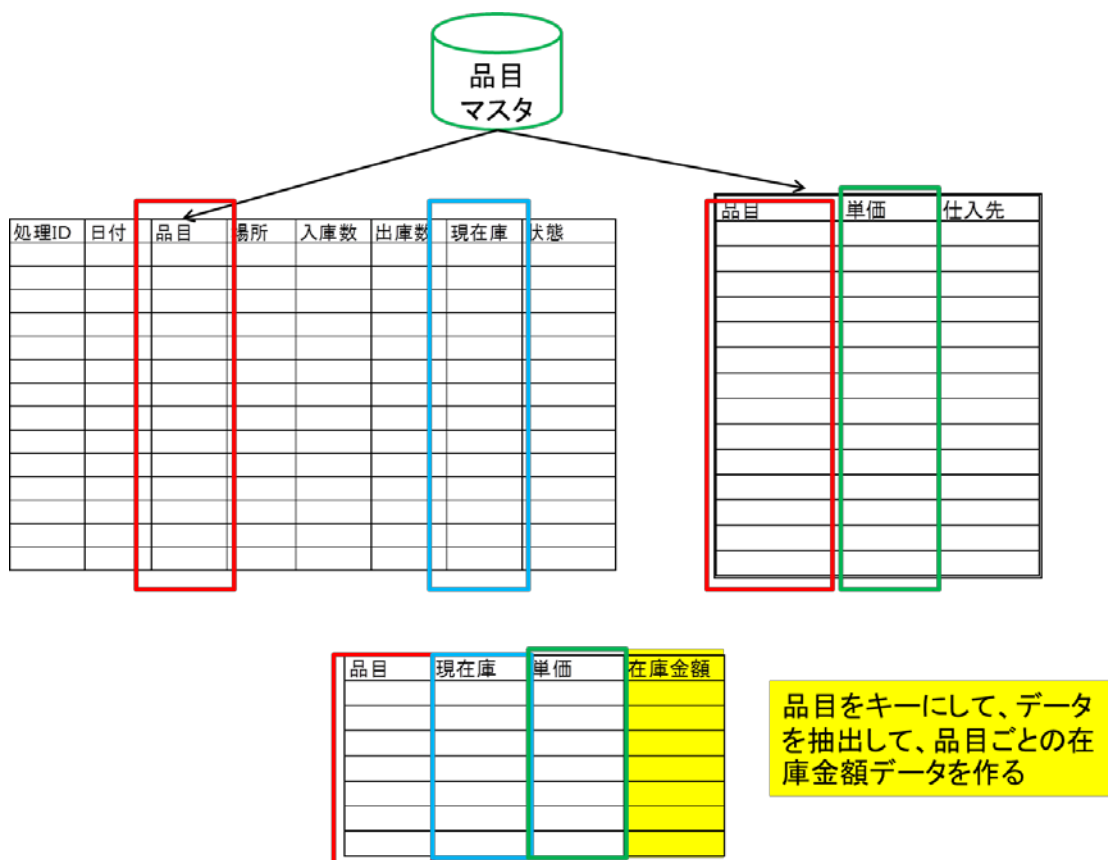 品目
マスタ
処理ID 日付 品目 場所 入庫数 出庫数 現在庫 状態
品目 単価 仕入先
品目 現在庫 単価 在庫金額
品目をキーにして、データ
を抽出して、品目ごとの在
庫金額データを作る